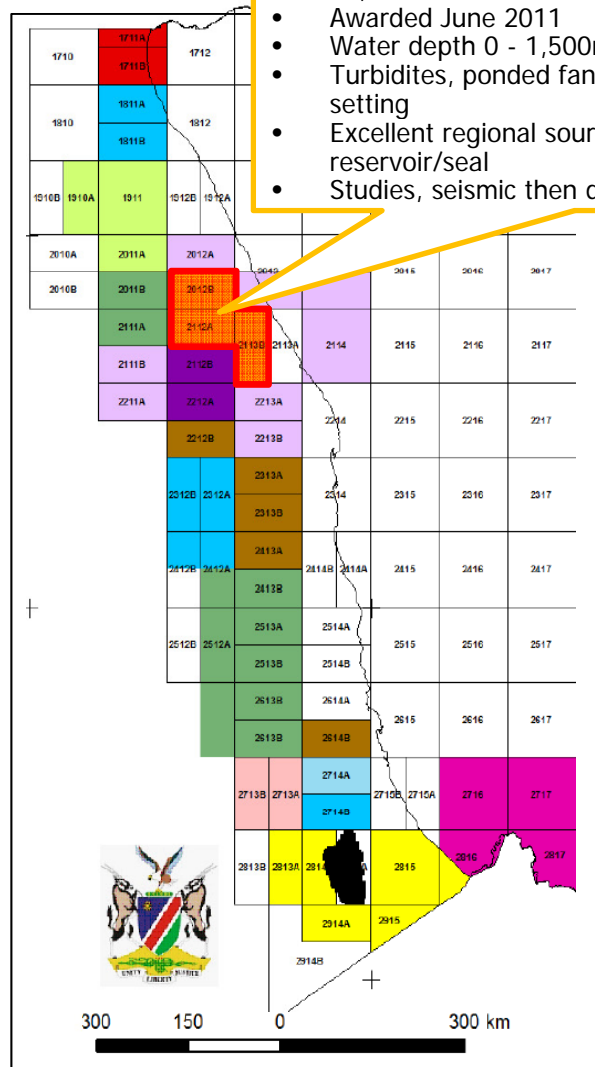 • Awarded June 2011
• Water depth 0 - 1,500
• Turbidites, ponded fan
setting
• Excellent regional
reservoir/seal
• Studies, seismic then
1711A
1710 1712
1711B
1811A
1810 1812
1811B
1910B 1910A 1911 1912B 1912A
2010A 2011A 2012A
2010B 2011B 2012B 2015 2016 2017
2011A 2112A
2113B 2113A 2114 2115 2116 2117
2111B 2112B
2211A 2212A 2213A
2214 2215 2216 2217
2212B 2213B
2313A
2312B 2312A 2314 2315 2316 2317
2313B
2413A
2412B 2412A 2414B 2414A 2415 2416 2417
2413B
2513A 2514A
2512B 2512A 2515 2516 2517
2513B 2514B
2613B 2614A
2615 2616 2617
2613B 2614B
2714A
2713B 2713A 2715B 2715A 2716 2717
2714B
2813B 2813A 2815 2816 2817
2914A 2915
2914B
UNITY LIBERTY JUSTICE
300 150 0 300 km